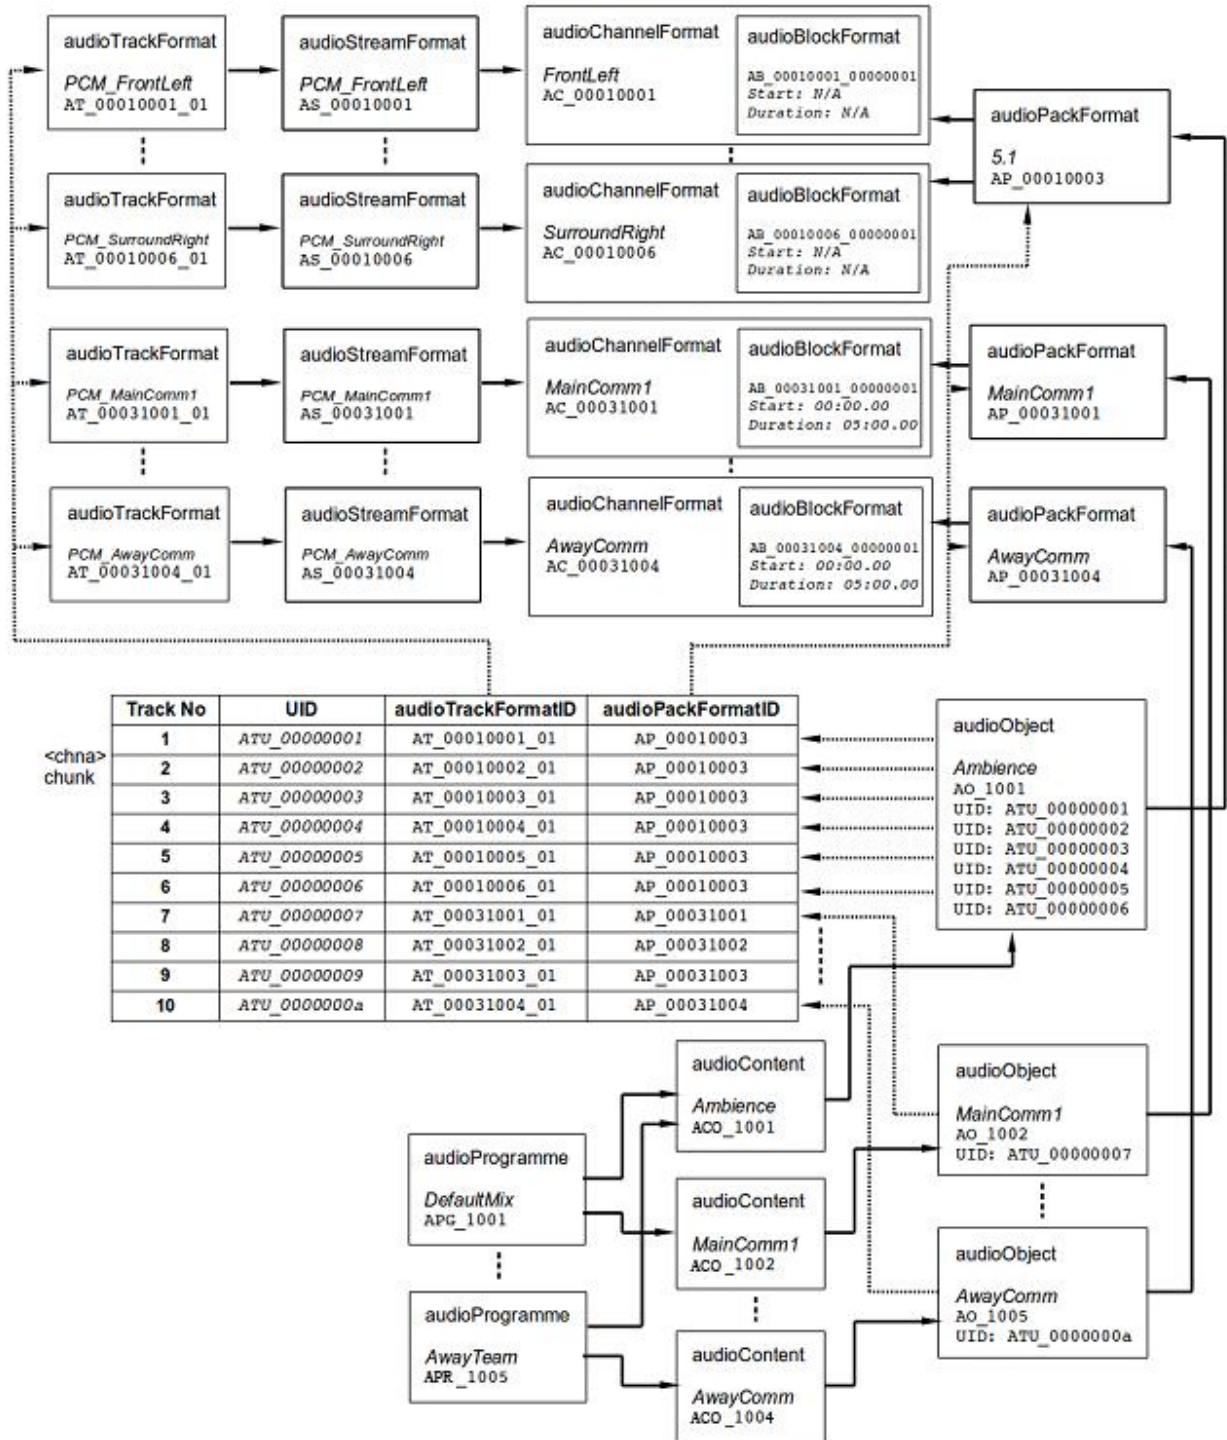 audioTrackFormat
PCM_FrontLeft
AT_00010001_01
audioStreamFormat
PCM_FrontLeft
AS_00010001
audioChannelFormat
FrontLeft
AC_00010001
audioBlockFormat
AB_00010001_00000001
Start: N/A
Duration: N/A
audioPackFormat
5.1
AP_00010003
audioTrackFormat
PCM_SurroundRight
AT_00010006_01
audioStreamFormat
PCM_SurroundRight
AS_00010006
audioChannelFormat
SurroundRight
AC_00010006
audioBlockFormat
AB_00010006_00000001
Start: N/A
Duration: N/A
audioTrackFormat
PCM_MainComm1
AT_00031001_01
audioStreamFormat
PCM_MainComm1
AS_00031001
audioChannelFormat
MainComm1
AC_00031001
audioBlockFormat
AB_00031001_00000001
Start: 00:00.00
Duration: 05:00.00
audioPackFormat
MainComm1
AP_00031001
audioTrackFormat
PCM_AwayComm
AT_00031004_01
audioStreamFormat
PCM_AwayComm
AS_00031004
audioChannelFormat
AwayComm
AC_00031004
audioBlockFormat
AB_00031004_00000001
Start: 00:00.00
Duration: 05:00.00
audioPackFormat
AwayComm
AP_00031004
<chna>
chunk
Track No UID audioTrackFormatID audioPackFormatID
1 ATU_00000001 AT_00010001_01 AP_00010003
2 ATU_00000002 AT_00010002_01 AP_00010003
3 ATU_00000003 AT_00010003_01 AP_00010003
4 ATU_00000004 AT_00010004_01 AP_00010003
5 ATU_00000005 AT_00010005_01 AP_00010003
6 ATU_00000006 AT_00010006_01 AP_00010003
7 ATU_00000007 AT_00031001_01 AP_00031001
8 ATU_00000008 AT_00031002_01 AP_00031002
9 ATU_00000009 AT_00031003_01 AP_00031003
10 ATU_0000000a AT_00031004_01 AP_00031004
audioObject
Ambience
AO_1001
UID: ATU_00000001
UID: ATU_00000002
UID: ATU_00000003
UID: ATU_00000004
UID: ATU_00000005
UID: ATU_00000006
audioProgramme
DefaultMix
APG_1001
audioContent
Ambience
ACO_1001
audioObject
MainComm1
AO_1002
UID: ATU_00000007
audioContent
MainComm1
ACO_1002
audioProgramme
AwayTeam
APR_1005
audioContent
AwayComm
ACO_1004
audioObject
AwayComm
AO_1005
UID: ATU_0000000a